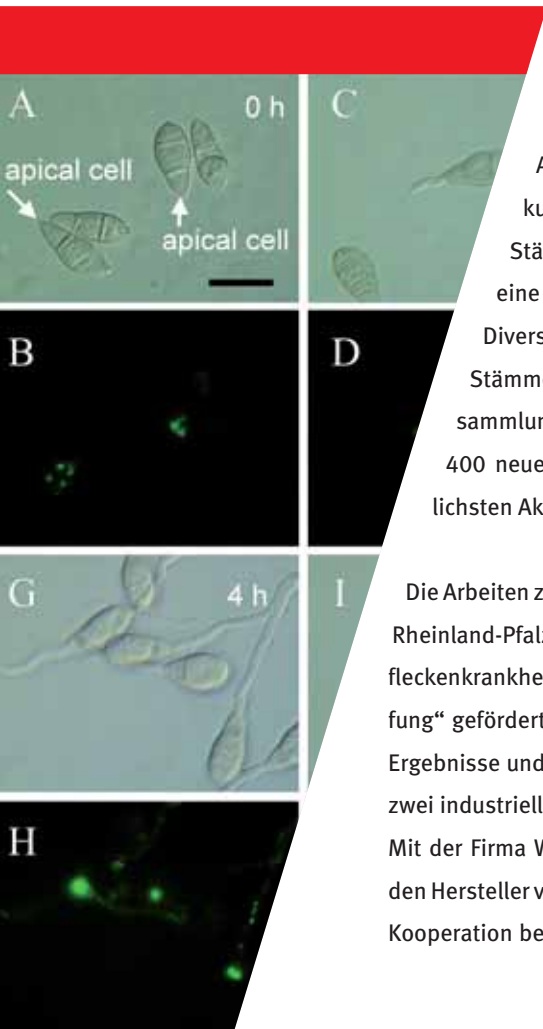 A
0 h
apical cell
apical cell
C
B
D
G
4 h
I
H
A
ku
Stä
eine
Divers
Stämme
sammlun
400 neue
lichsten Ak
Die Arbeiten z
Rheinland-Pfalz
fleckenkrankhe
fung“ gefördert
Ergebnisse und
zwei industriell
Mit der Firma W
den Hersteller v
Kooperation be